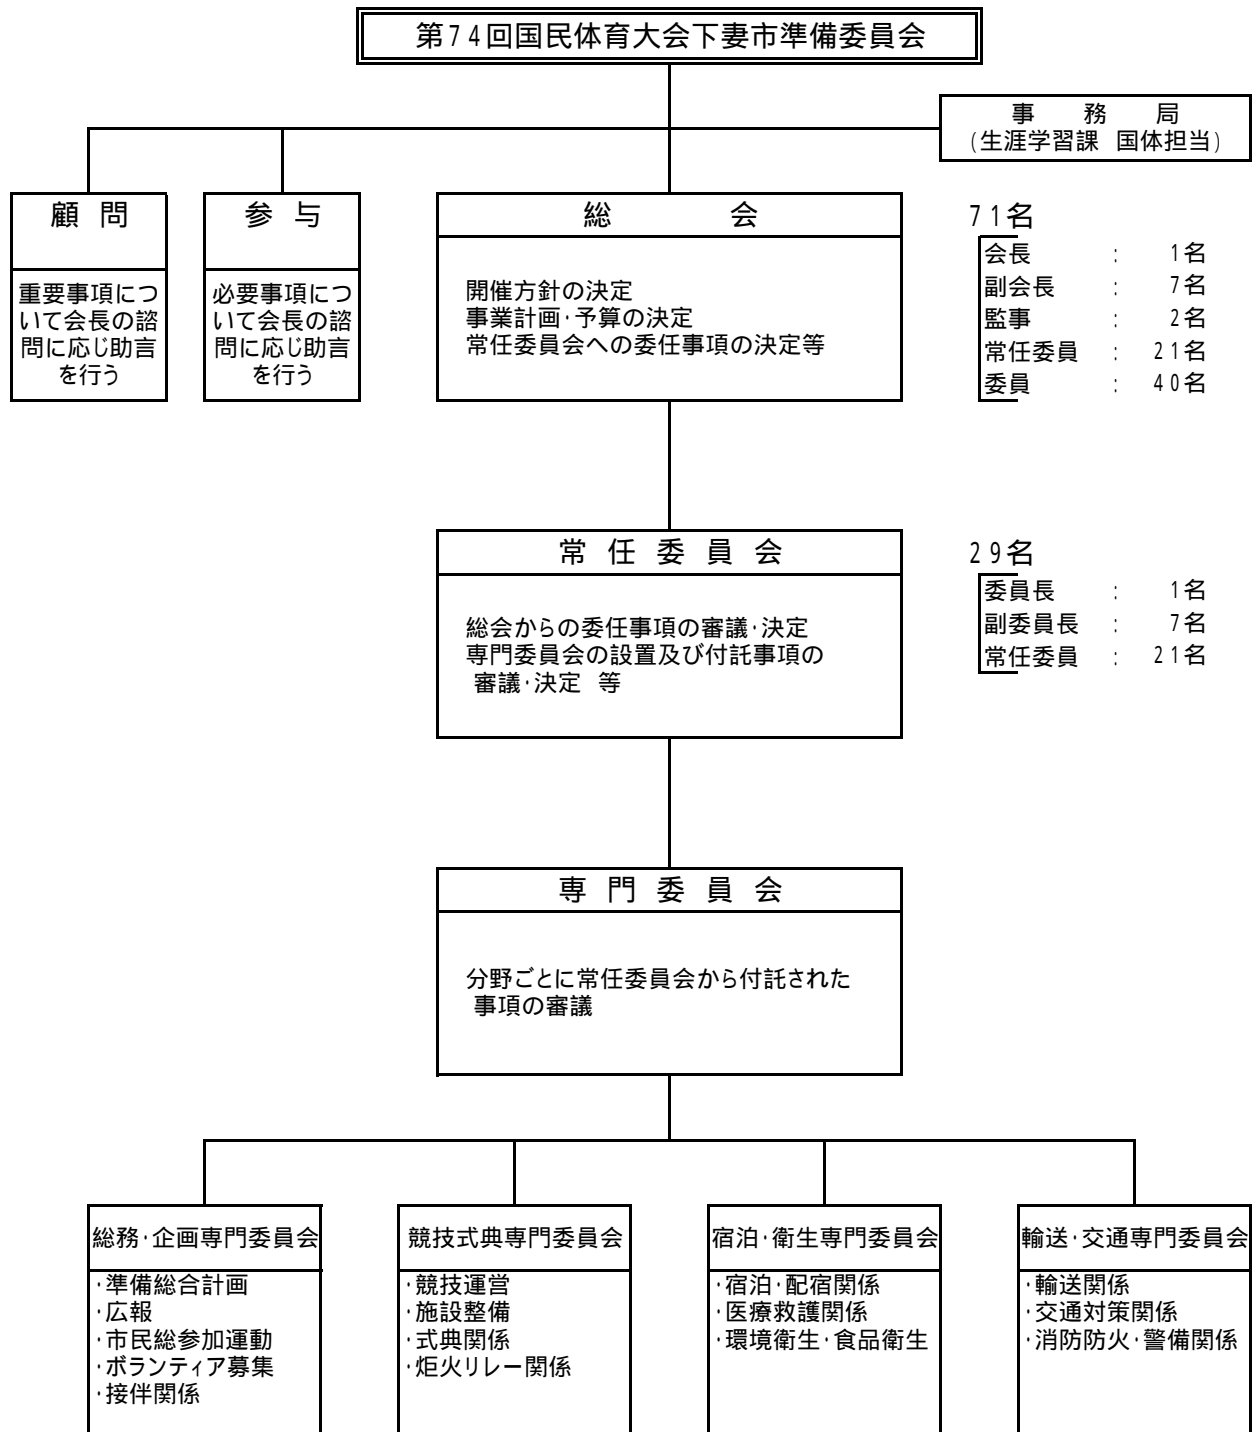 第74回国民体育大会下妻市準備委員会
事務局
(生涯学習課 国体担当)
顧問
重要事項につ
いて会長の諮
問に応じ助言
を行う
参与
必要事項につ
いて会長の諮
問に応じ助言
を行う
総会
開催方針の決定
事業計画・予算の決定
常任委員会への委任事項の決定等
71名
会長 : 1名
副会長 : 7名
監事 : 2名
常任委員 : 21名
委員 : 40名
常任委員会
総会からの委任事項の審議・決定
専門委員会の設置及び付託事項の
審議・決定 等
29名
委員長 : 1名
副委員長 : 7名
常任委員 : 21名
専門委員会
分野ごとに常任委員会から付託された
事項の審議
総務・企画専門委員会
・準備総合計画
・広報
・市民総参加運動
・ボランティア募集
・接伴関係
競技式典専門委員会
・競技運営
・施設整備
・式典関係
・炬火リレー関係
宿泊・衛生専門委員会
・宿泊・配宿関係
・医療救護関係
・環境衛生・食品衛生
輸送・交通専門委員会
・輸送関係
・交通対策関係
・消防防火・警備関係